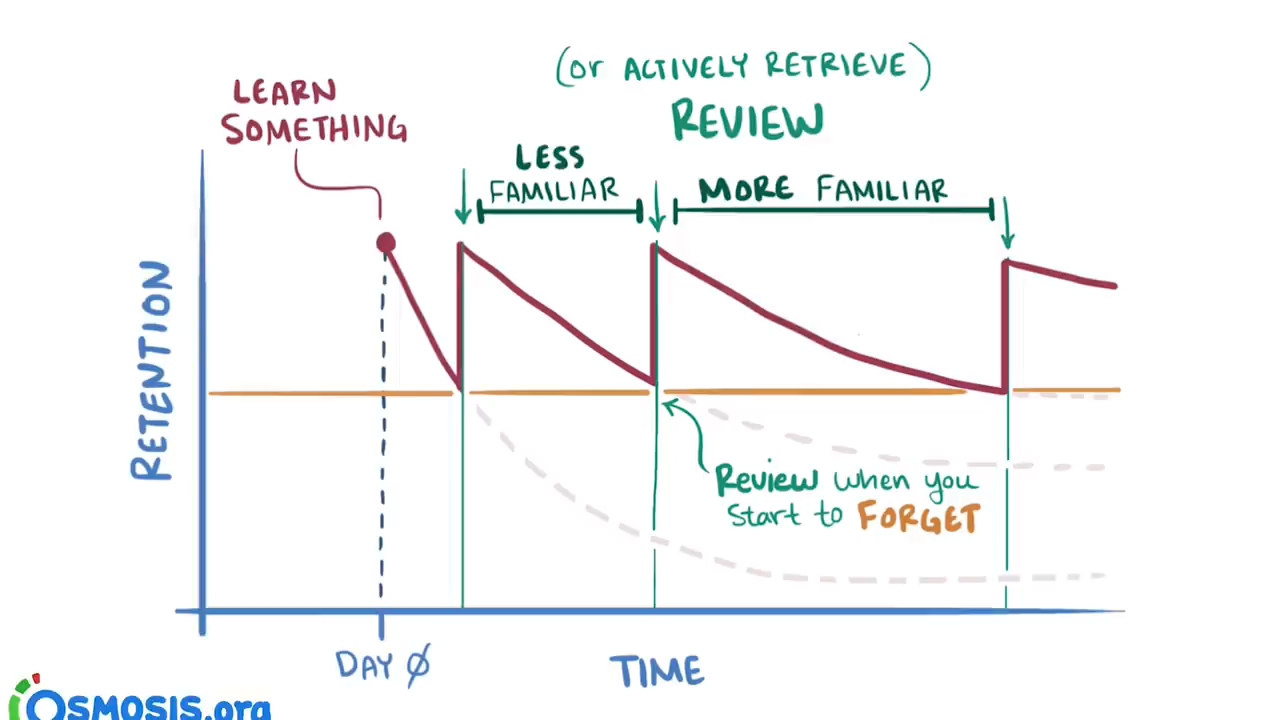 (or ACTIVELY RETRIEVE)
REVIEW
LEARN
SOMETHING
LESS
FAMILIAR
MORE FAMILIAR
RETENTION
Review when you
start to FORGET
DAY 0
TIME
OSMOSIS.org